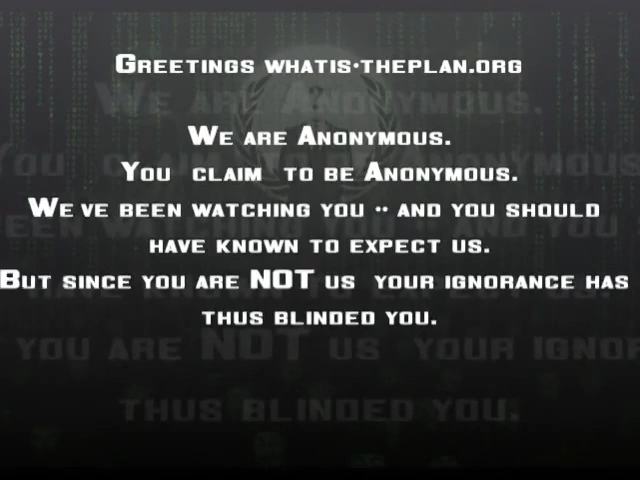 Greetings whatis-theplan.org
We are Anonymous.
You claim to be Anonymous.
We've been watching you -- and you should
have known to expect us.
But since you are NOT us your ignorance has
thus blinded you.